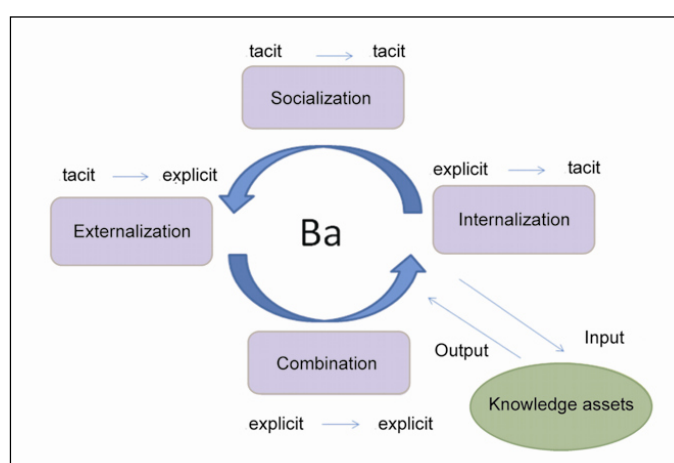 tacit tacit
Socialization
tacit explicit
explicit tacit
Externalization
Ba
Internalization
Combination
Output
Input
Knowledge assets
explicit explicit